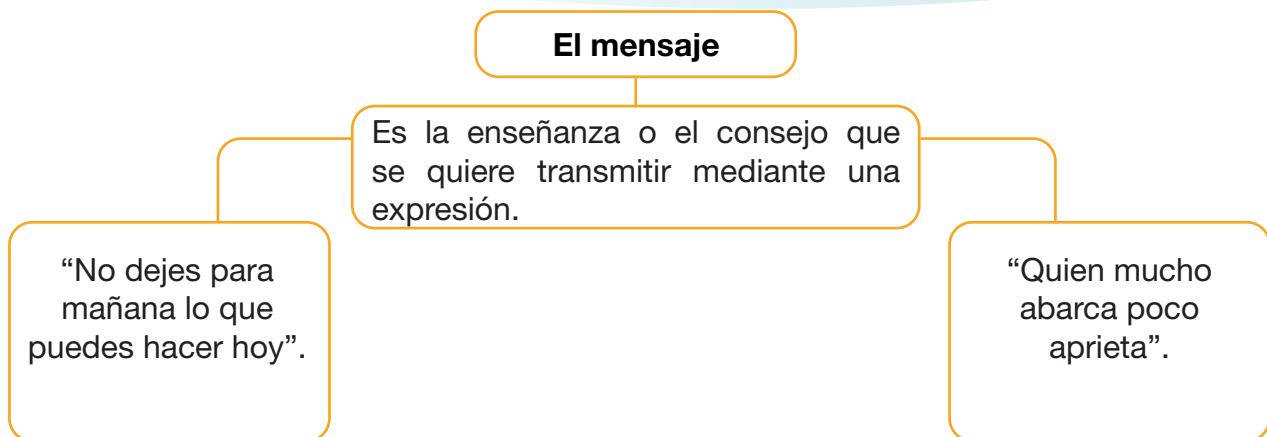 El mensaje
Es la enseñanza o el consejo que
se quiere transmitir mediante una
expresión.
“No dejes para
mañana lo que
puedes hacer hoy”.
“Quien mucho
abarca poco
aprieta”.